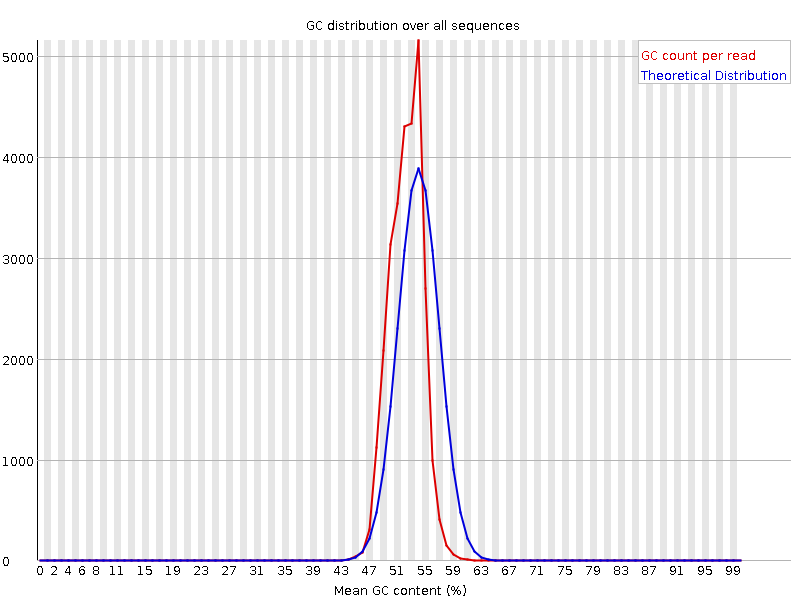 GC distribution over all sequences
GC count per read
Theoretical Distribution
5000
4000
3000
2000
1000
0
0 2 4 6 8 11 15 19 23 27 31 35 39 43 47 51 55 59 63 67 71 75 79 83 87 91 95 99
Mean GC content (%)